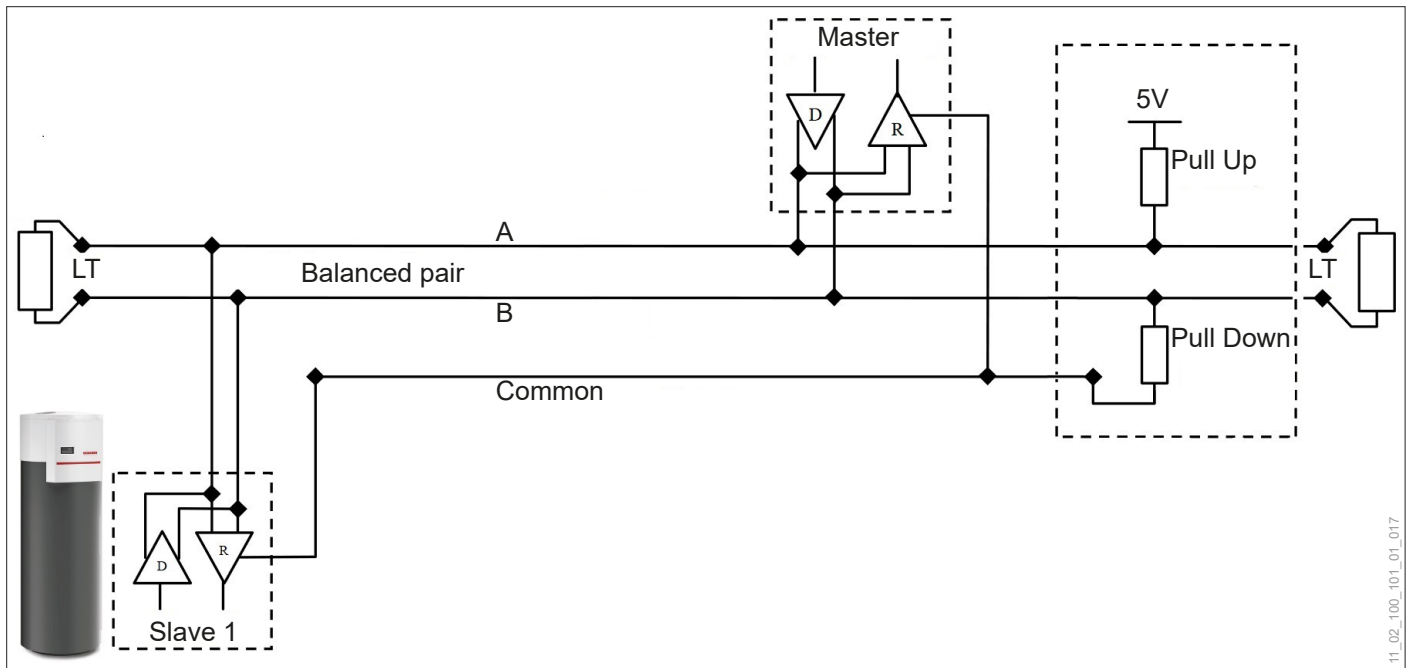 Master
D
R
5V
Pull Up
A
LT
Balanced pair
LT
B
Pull Down
Common
D
R
Slave 1
11_02_100_101_01_017